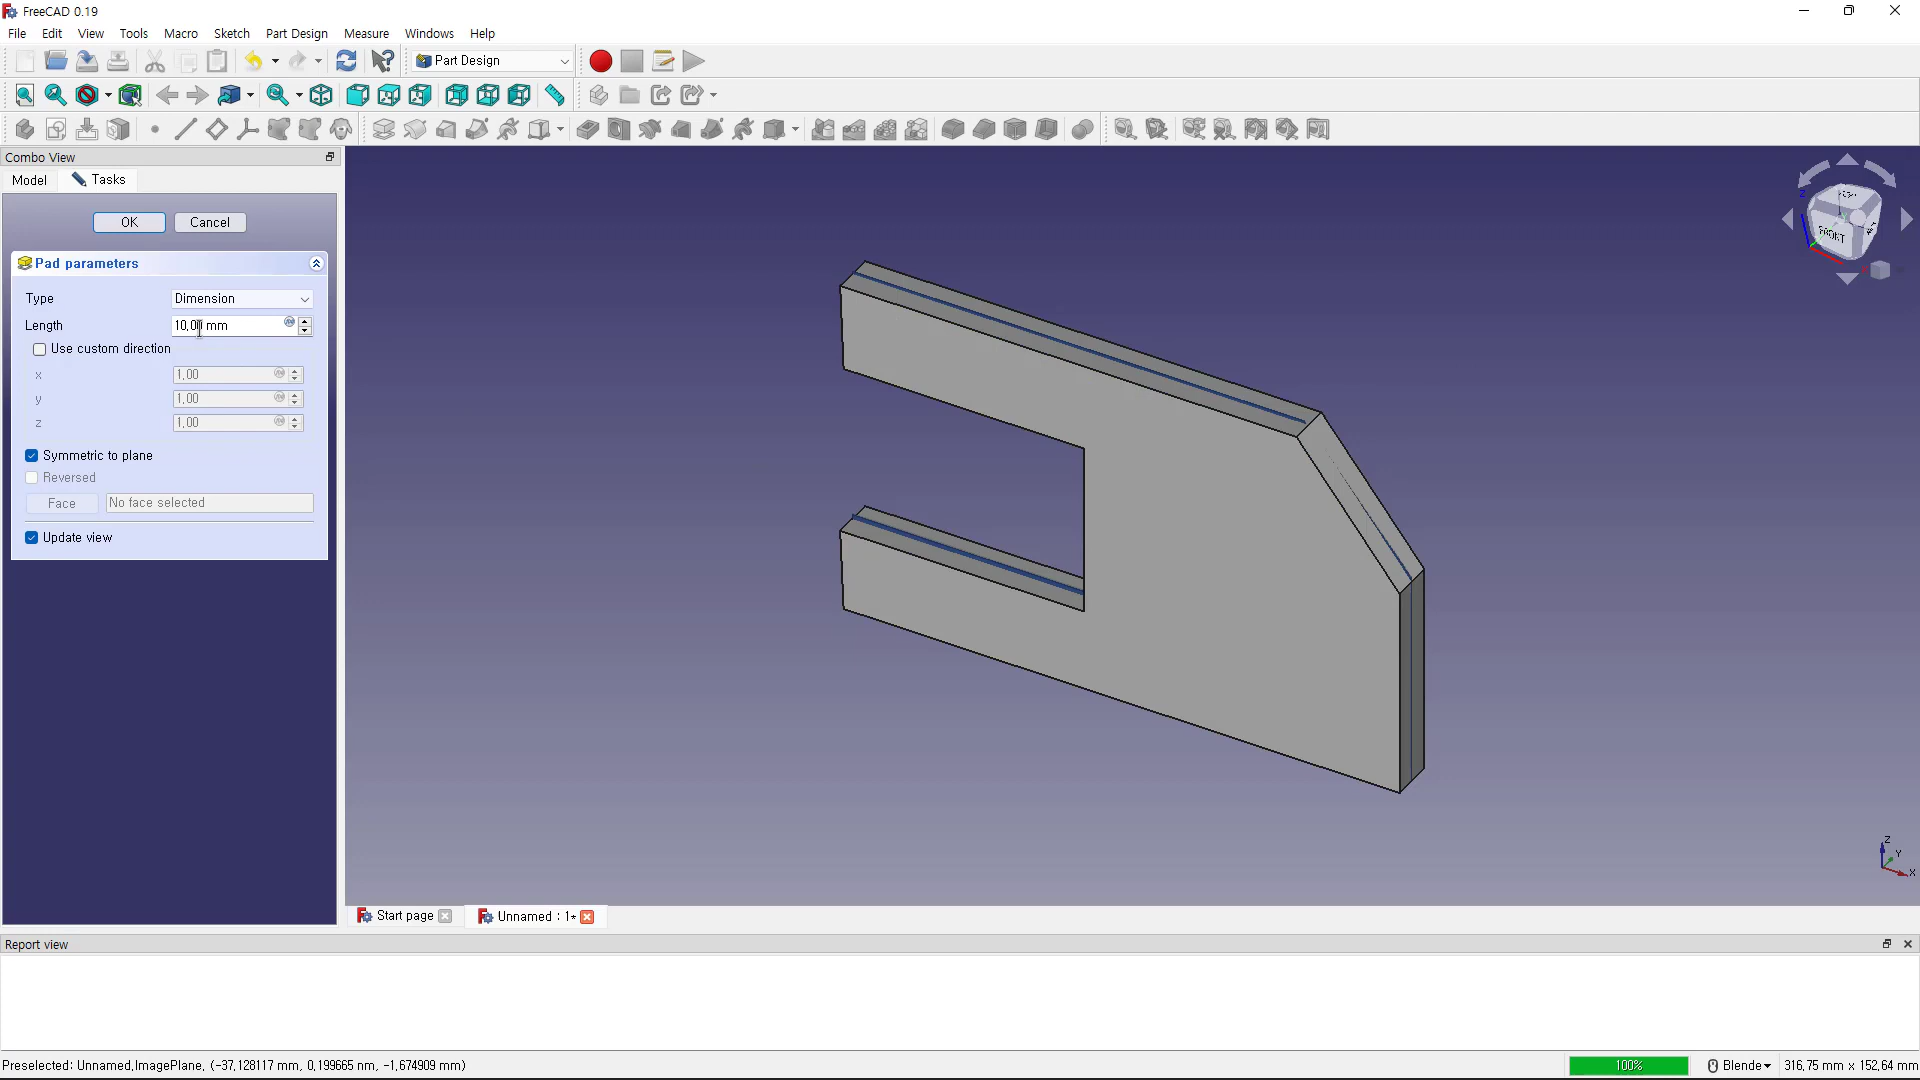 FreeCAD 0.19
File Edit View Tools Macro Sketch Part Design Measure Windows Help
Part Design
Combo View
Model Tasks
OK Cancel
Pad parameters
Type Dimension
Length 10,00 mm
Use custom direction
x 1,00
y 1,00
z 1,00
Symmetric to plane
Reversed
Face No face selected
Update view
FRONT
Z
Y
X
Start page Unnamed : 1*
Report view
Preselected: Unnamed,ImagePlane, (-37,128117 mm, 0,199665 nm, -1,674909 mm)
100% Blende 316,75 mm x 152,64 mm